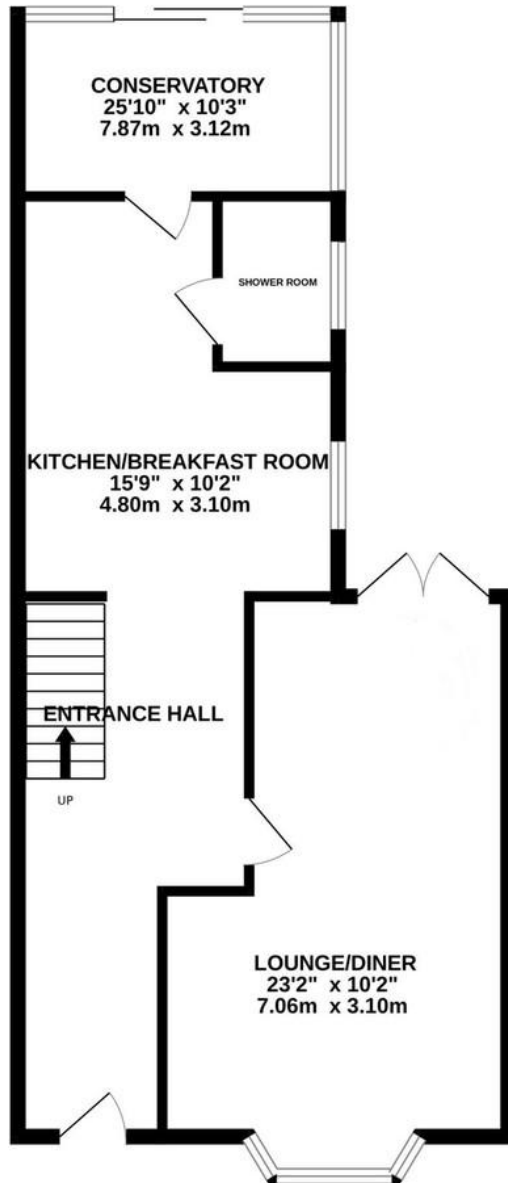 CONSERVATORY
25'10" x 10'3"
7.87m x 3.12m
SHOWER ROOM
KITCHEN/BREAKFAST ROOM
15'9" x 10'2"
4.80m x 3.10m
ENTRANCE HALL
UP
LOUNGE/DINER
23'2" x 10'2"
7.06m x 3.10m